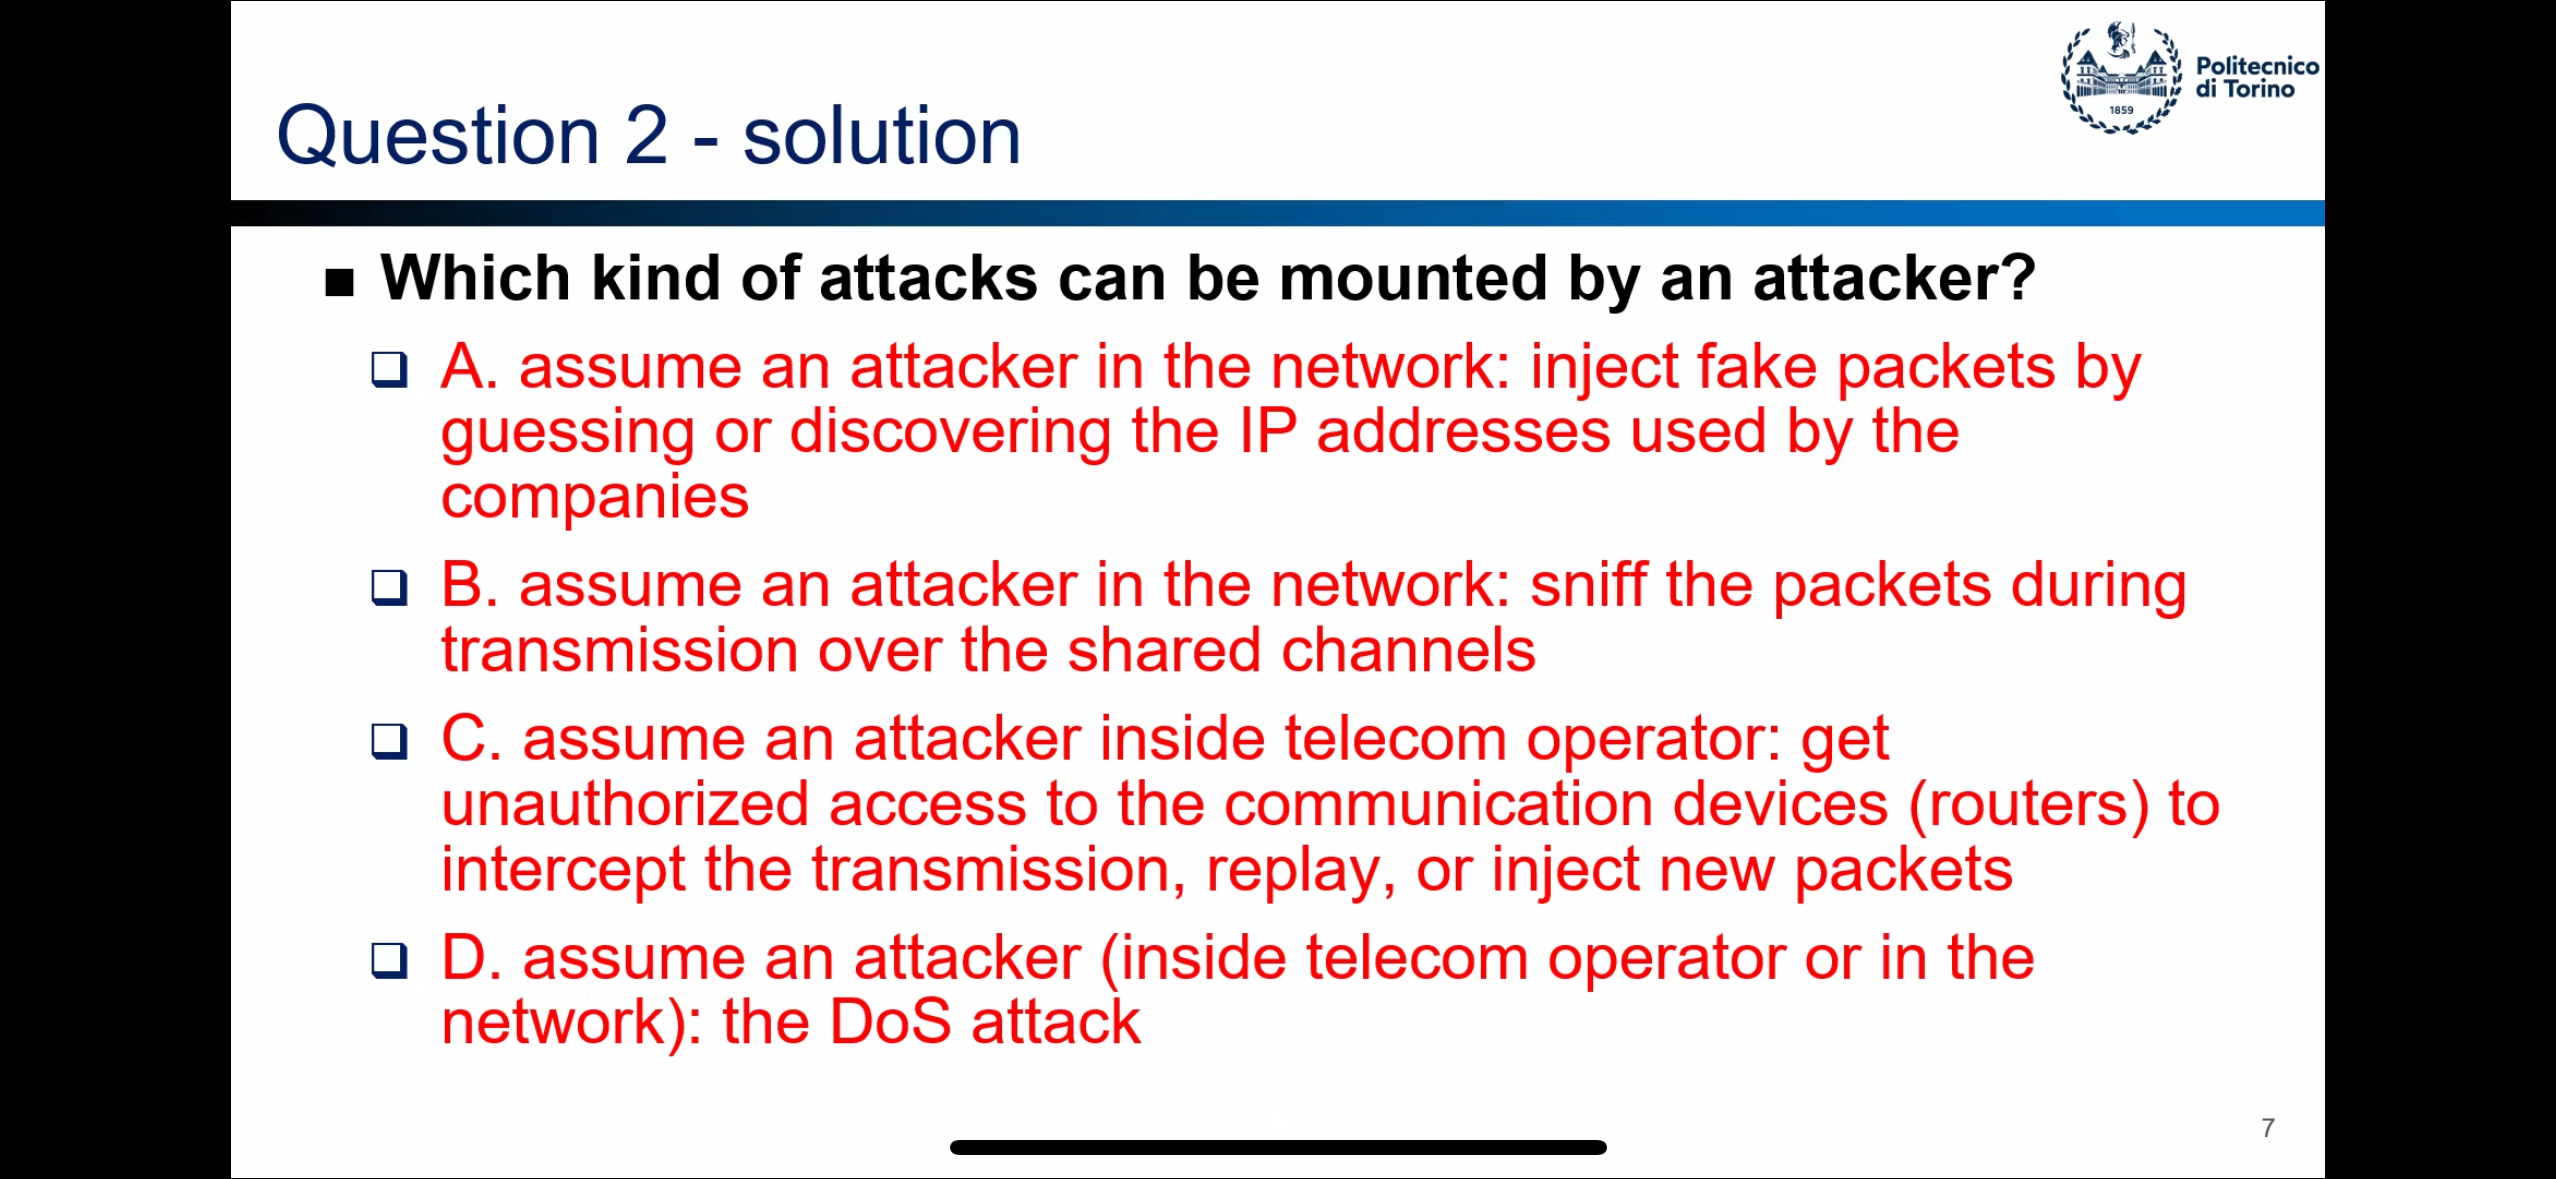 Politecnico
di Torino
1859
Question 2 - solution
Which kind of attacks can be mounted by an attacker?
A. assume an attacker in the network: inject fake packets by
guessing or discovering the IP addresses used by the
companies
B. assume an attacker in the network: sniff the packets during
transmission over the shared channels
C. assume an attacker inside telecom operator: get
unauthorized access to the communication devices (routers) to
intercept the transmission, replay, or inject new packets
D. assume an attacker (inside telecom operator or in the
network): the DoS attack
7